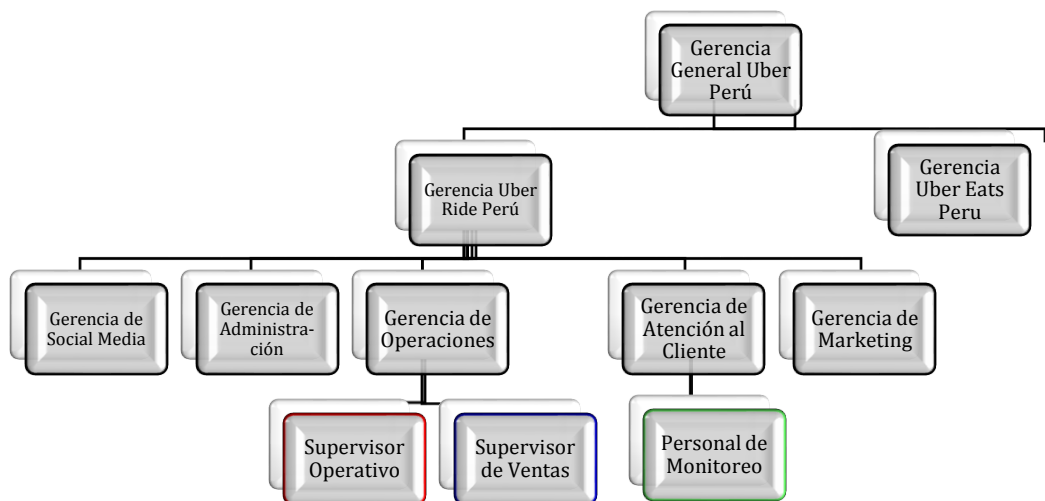 Gerencia
General Uber
Perú
Gerencia Uber
Ride Perú
Gerencia
Uber Eats
Peru
Gerencia de
Social Media
Gerencia de
Administra-
ción
Gerencia de
Operaciones
Gerencia de
Atención al
Cliente
Gerencia de
Marketing
Supervisor
Operativo
Supervisor
de Ventas
Personal de
Monitoreo